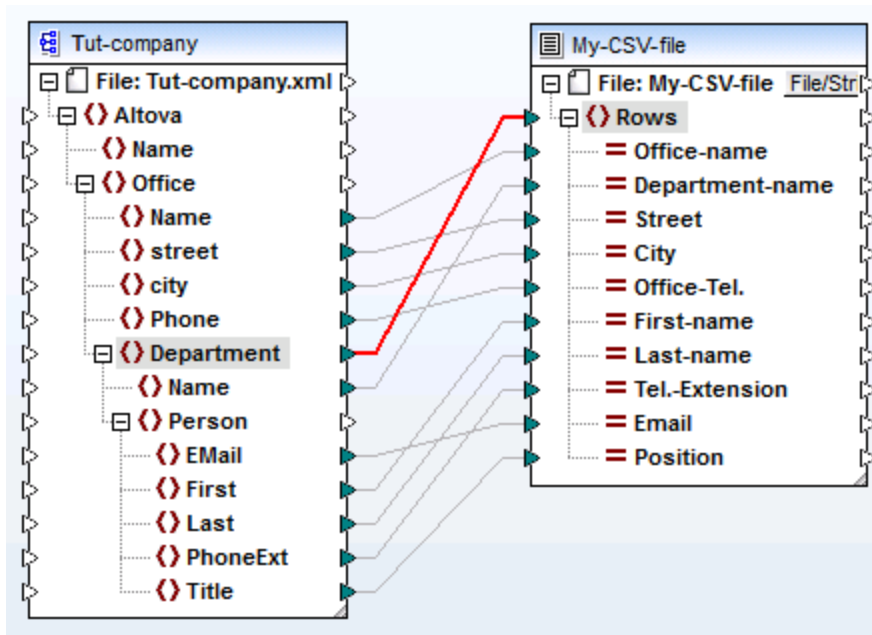 Tut-company
File: Tut-company.xml
Altova
Name
Office
Name
street
city
Phone
Department
Name
Person
EMail
First
Last
PhoneExt
Title
My-CSV-file
File: My-CSV-file File/Str
Rows
Office-name
Department-name
Street
City
Office-Tel.
First-name
Last-name
Tel.-Extension
Email
Position